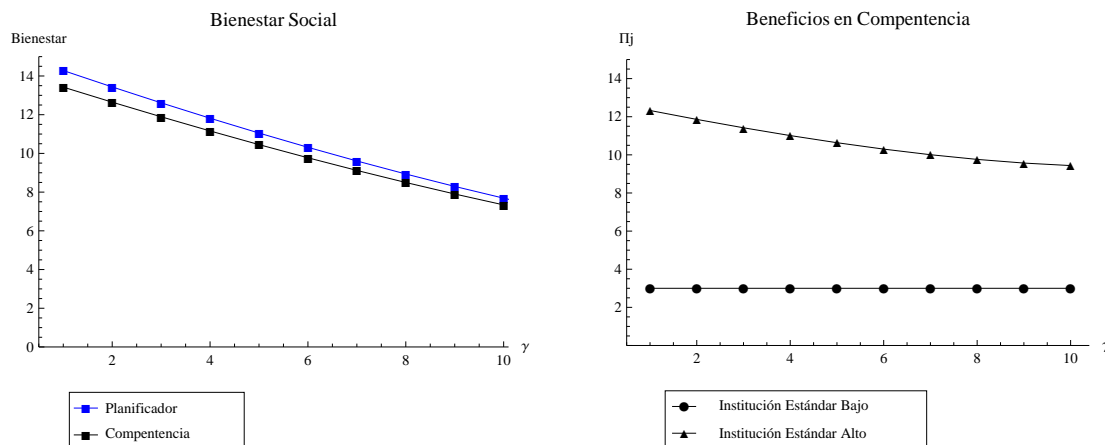 Bienestar Social
Bienestar
14
12
10
8
6
4
2
0
2
4
6
8
10
γ
Planificador
Compentencia
Beneficios en Compentencia
Πj
14
12
10
8
6
4
2
2
4
6
8
10
γ
Institución Estándar Bajo
Institución Estándar Alto